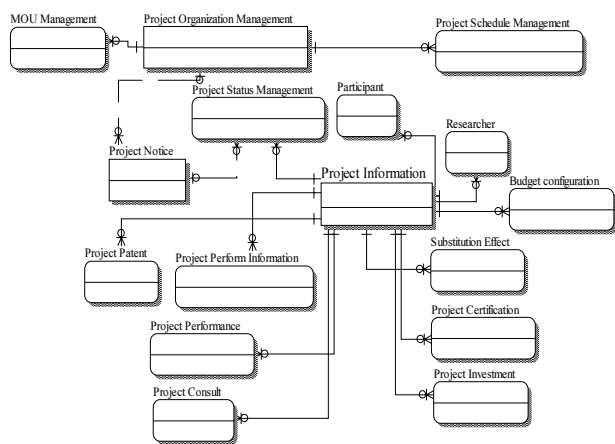 MOU Management
Project Organization Management
Project Schedule Management
Project Status Management
Participant
Researcher
Project Notice
Project Information
Budget configuration
Project Patent
Project Perform Information
Substitution Effect
Project Performance
Project Certification
Project Consult
Project Investment